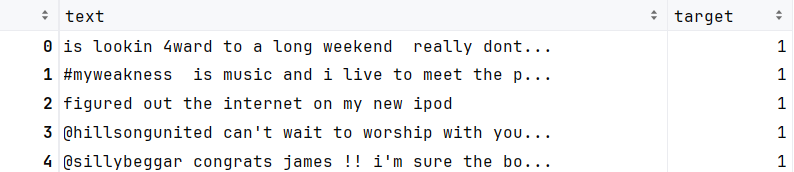 text target
0 is lookin 4ward to a long weekend  really dont... 1
1 #myweakness  is music and i live to meet the p... 1
2 figured out the internet on my new ipod 1
3 @hillsongunited can't wait to worship with you... 1
4 @sillybeggar congrats james !! i'm sure the bo... 1